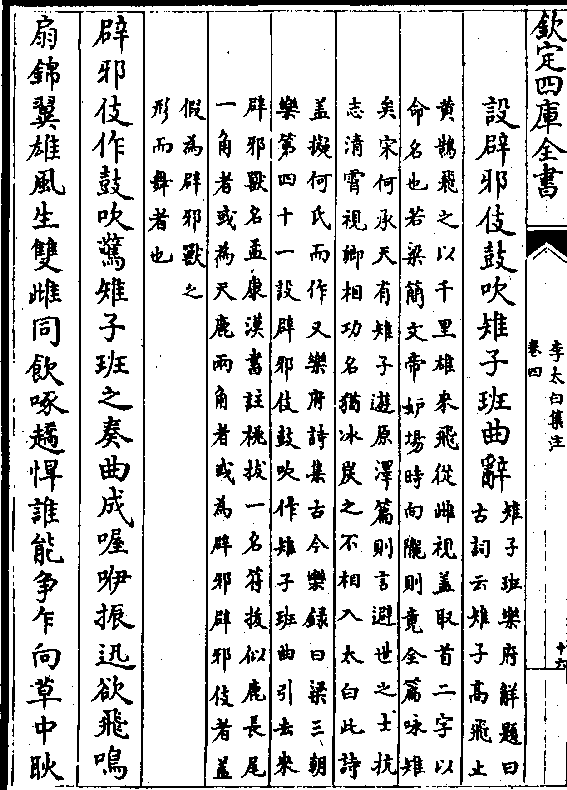 欽定四庫全書
李太白集注
卷四
十六
設辟邪伎鼓吹雉子班曲辭
雉子班樂府解題曰
古詞云雉子高飛止
黃鵠飛之以千里雄來飛從雌視蓋取首二字以
命名也若梁簡文帝妒塲時向隴則竟全篇咏雉
矣宋何承天有雉子遊原澤篇則言避世之士抗
志清霄視卿相功名猶冰炭之不相入太白此詩
盖擬何氏而作又樂府詩集古今樂録曰梁三朝
樂第四十一設辟邪伎鼓吹作雉子班曲引去來
辟邪獸名孟康漢書註桃拔一名符拔似鹿長尾
一角者或為天鹿兩角者或為辟邪辟邪伎者盖
假為辟邪獸之
形而舞者也
辟邪伎作鼓吹驚雉子班之奏曲成喔咿振迅欲飛鳴
扇錦翼雄風生雙雌同飲啄趫悍誰能爭乍向草中耿